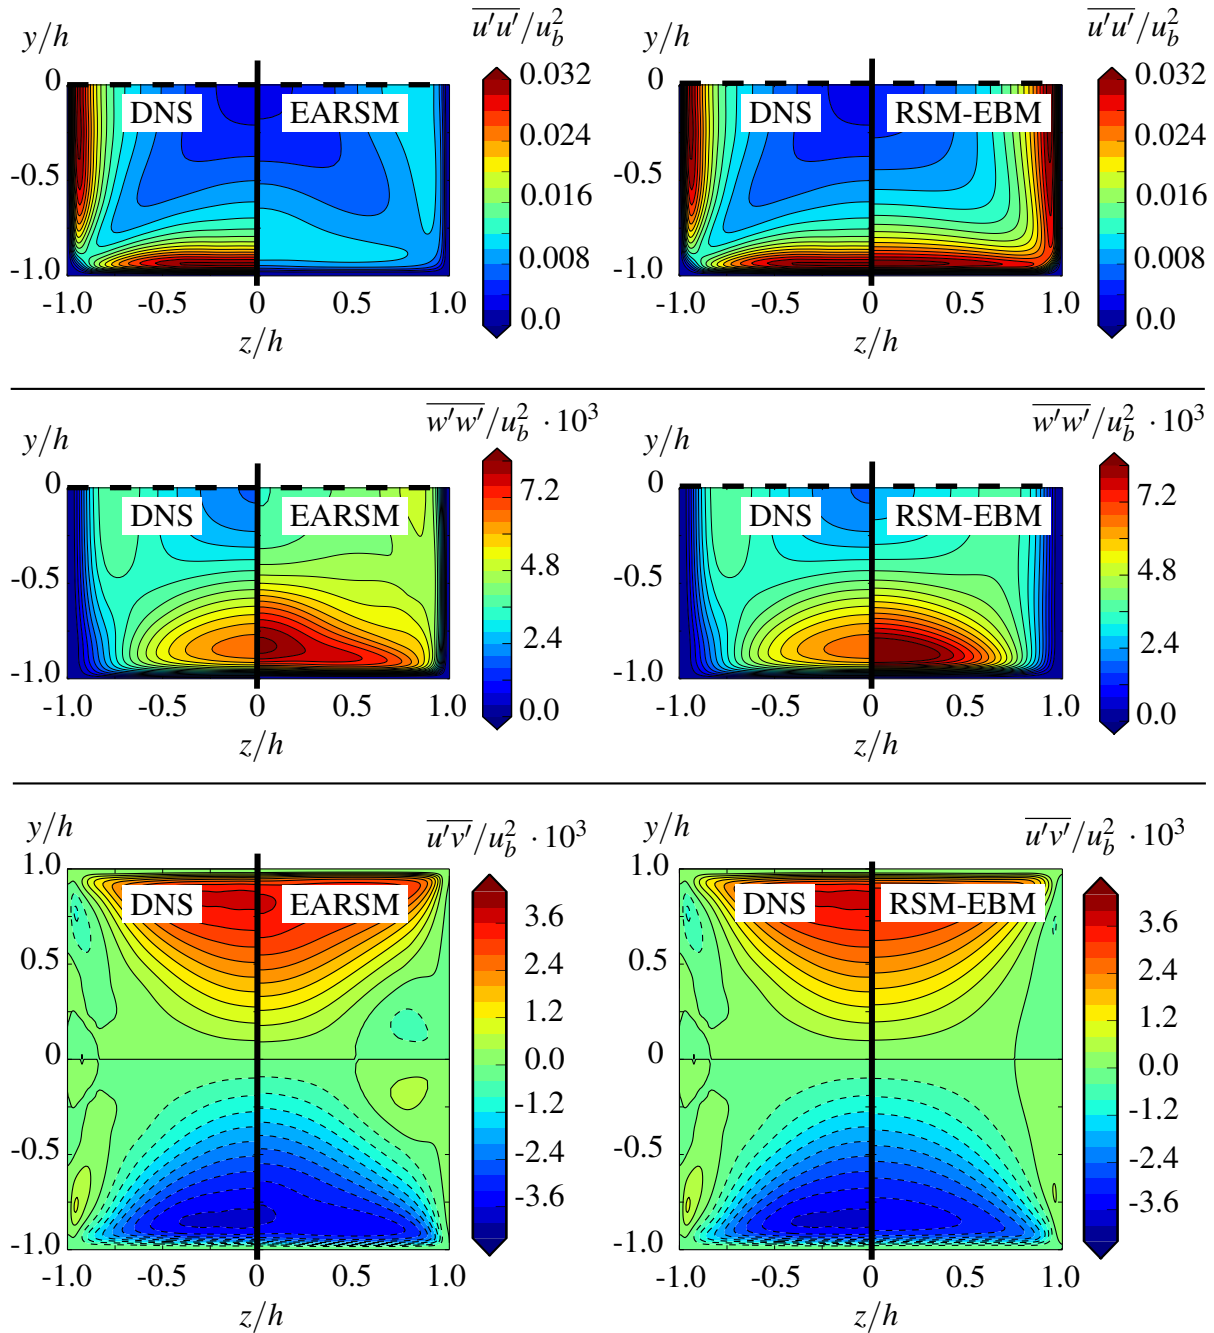 y/h
u'u'/u_b^2
u'u'/u_b^2
0
DNS
EARSM
0.032
0.024
0.016
0.008
0.0
-0.5
-1.0
-1.0 -0.5 0 0.5 1.0
z/h
y/h
0
DNS
RSM-EBM
0.032
0.024
0.016
0.008
0.0
-0.5
-1.0
-1.0 -0.5 0 0.5 1.0
z/h
y/h
w'w'/u_b^2 · 10^3
0
DNS
EARSM
7.2
4.8
2.4
0.0
-0.5
-1.0
-1.0 -0.5 0 0.5 1.0
z/h
y/h
w'w'/u_b^2 · 10^3
0
DNS
RSM-EBM
7.2
4.8
2.4
0.0
-0.5
-1.0
-1.0 -0.5 0 0.5 1.0
z/h
y/h
u'v'/u_b^2 · 10^3
1.0
DNS
EARSM
3.6
2.4
1.2
0.0
-1.2
-2.4
-3.6
0.5
0
-0.5
-1.0
-1.0 -0.5 0 0.5 1.0
z/h
y/h
u'v'/u_b^2 · 10^3
1.0
DNS
RSM-EBM
3.6
2.4
1.2
0.0
-1.2
-2.4
-3.6
0.5
0
-0.5
-1.0
-1.0 -0.5 0 0.5 1.0
z/h